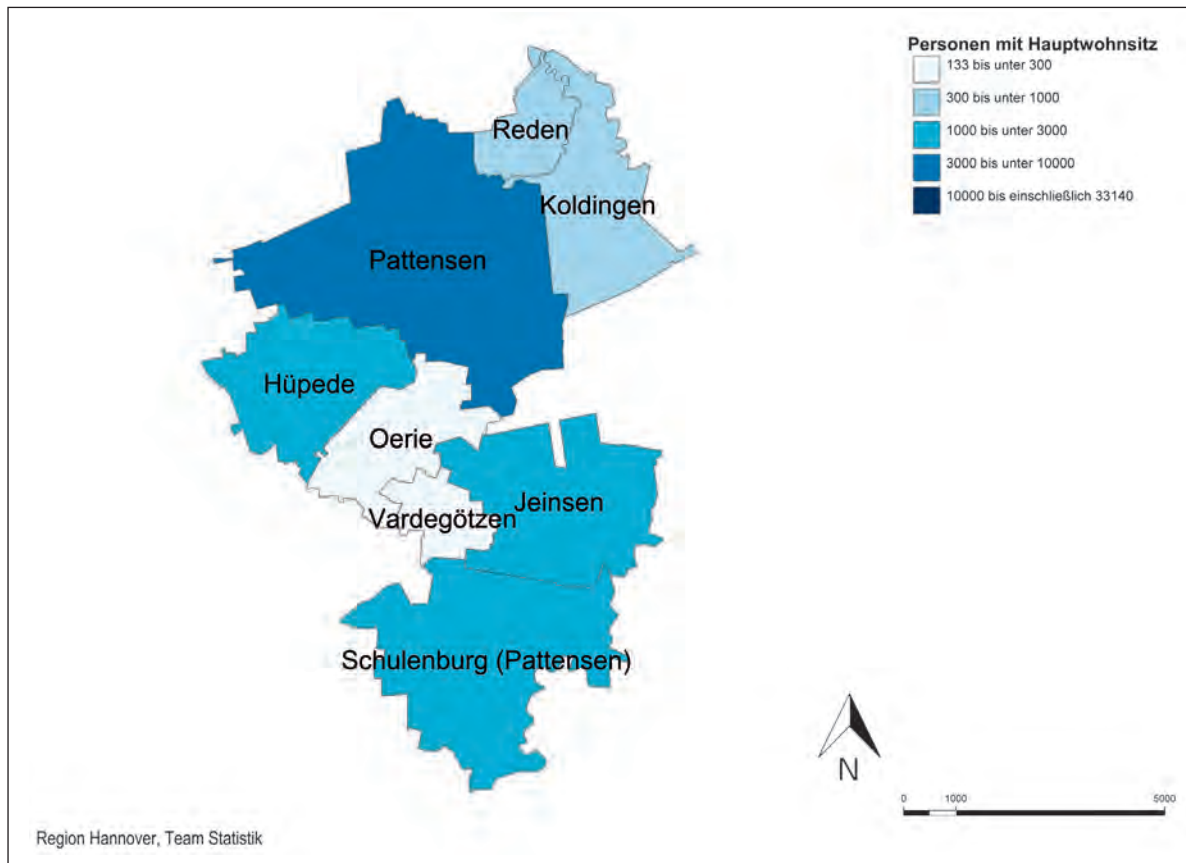 Personen mit Hauptwohnsitz
133 bis unter 300
300 bis unter 1000
1000 bis unter 3000
3000 bis unter 10000
10000 bis einschließlich 33140
Reden
Koldingen
Pattensen
Hüpede
Oerie
Jeinsen
Vardegötzen
Schulenburg (Pattensen)
N
0 1000 5000
Region Hannover, Team Statistik